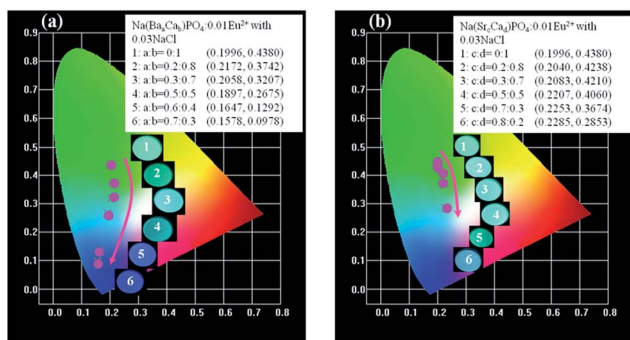 (a)
Na(BaₐCa_b)PO₄:0.01Eu²⁺ with
0.03NaCl
1: a:b= 0:1 (0.1996, 0.4380)
2: a:b=0.2:0.8 (0.2172, 0.3742)
3: a:b=0.3:0.7 (0.2058, 0.3207)
4: a:b=0.5:0.5 (0.1897, 0.2675)
5: a:b=0.6:0.4 (0.1647, 0.1292)
6: a:b=0.7:0.3 (0.1578, 0.0978)
0.9
0.8
0.7
0.6
0.5
0.4
0.3
0.2
0.1
0.0
1
2
3
4
5
6
0.0 0.1 0.2 0.3 0.4 0.5 0.6 0.7 0.8
(b)
Na(Sr_cCa_d)PO₄:0.01Eu²⁺ with
0.03NaCl
1: c:d= 0:1 (0.1996, 0.4380)
2: c:d=0.2:0.8 (0.2040, 0.4238)
3: c:d=0.3:0.7 (0.2083, 0.4210)
4: c:d=0.5:0.5 (0.2207, 0.4060)
5: c:d=0.7:0.3 (0.2253, 0.3674)
6: c:d=0.8:0.2 (0.2285, 0.2853)
0.9
0.8
0.7
0.6
0.5
0.4
0.3
0.2
0.1
0.0
1
2
3
4
5
6
0.0 0.1 0.2 0.3 0.4 0.5 0.6 0.7 0.8